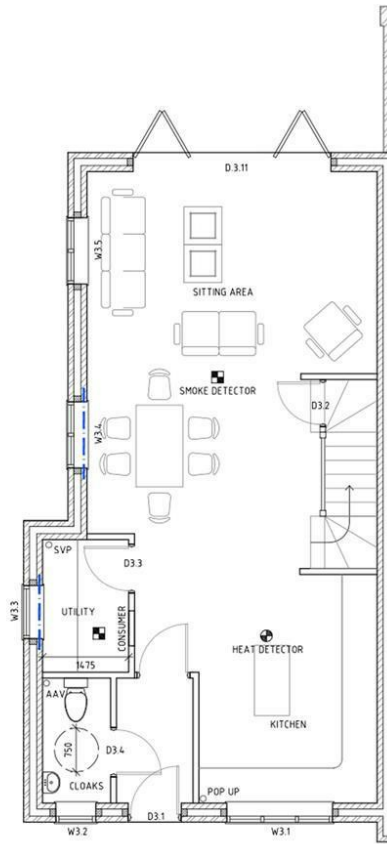 D.3.11
W3.5
SITTING AREA
SMOKE DETECTOR
D3.2
W3.4
SVP
D3.3
W3.3
UTILITY
CONSUMER
HEAT DETECTOR
1475
AAV
KITCHEN
750
D3.4
CLOAKS
POP UP
D3.1
W3.2
W3.1